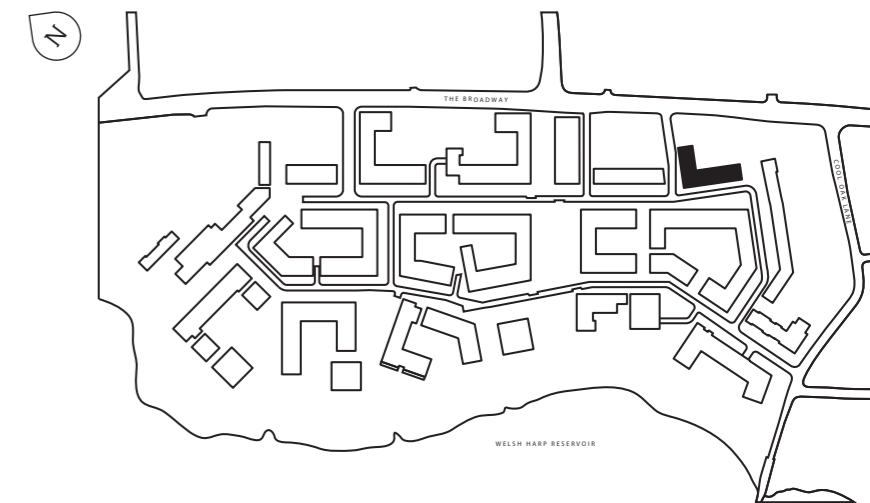 N
THE BROADWAY
COOL OAK LANE
WELSH HARP RESERVOIR